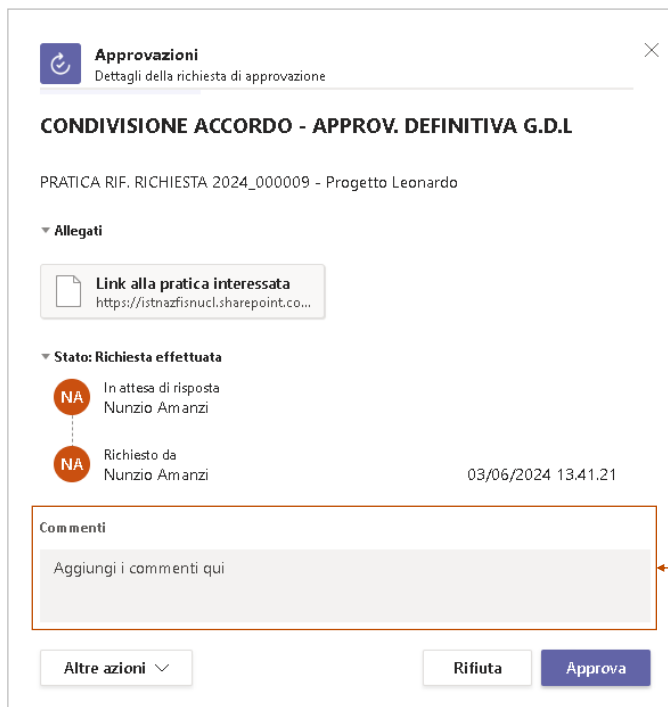 Approvazioni
Dettagli della richiesta di approvazione
CONDIVISIONE ACCORDO - APPROV. DEFINITIVA G.D.L
PRATICA RIF. RICHIESTA 2024_000009 - Progetto Leonardo
Allegati
Link alla pratica interessata
https://istnazfisnucl.sharepoint.co...
Stato: Richiesta effettuata
NA
In attesa di risposta
Nunzio Amanzi
NA
Richiesto da
Nunzio Amanzi
03/06/2024 13.41.21
Commenti
Aggiungi i commenti qui
Altre azioni
Rifiuta
Approva